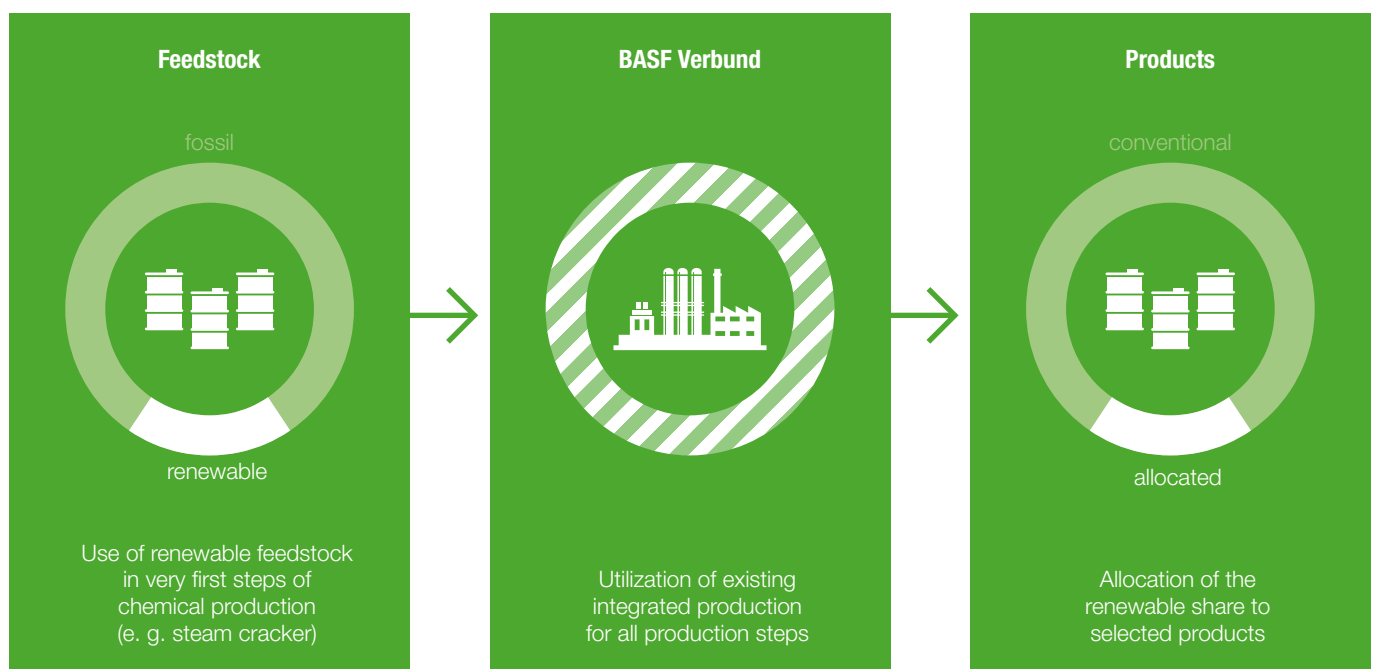 Feedstock
fossil
renewable
Use of renewable feedstock
in very first steps of
chemical production
(e. g. steam cracker)
BASF Verbund
Utilization of existing
integrated production
for all production steps
Products
conventional
allocated
Allocation of the
renewable share to
selected products